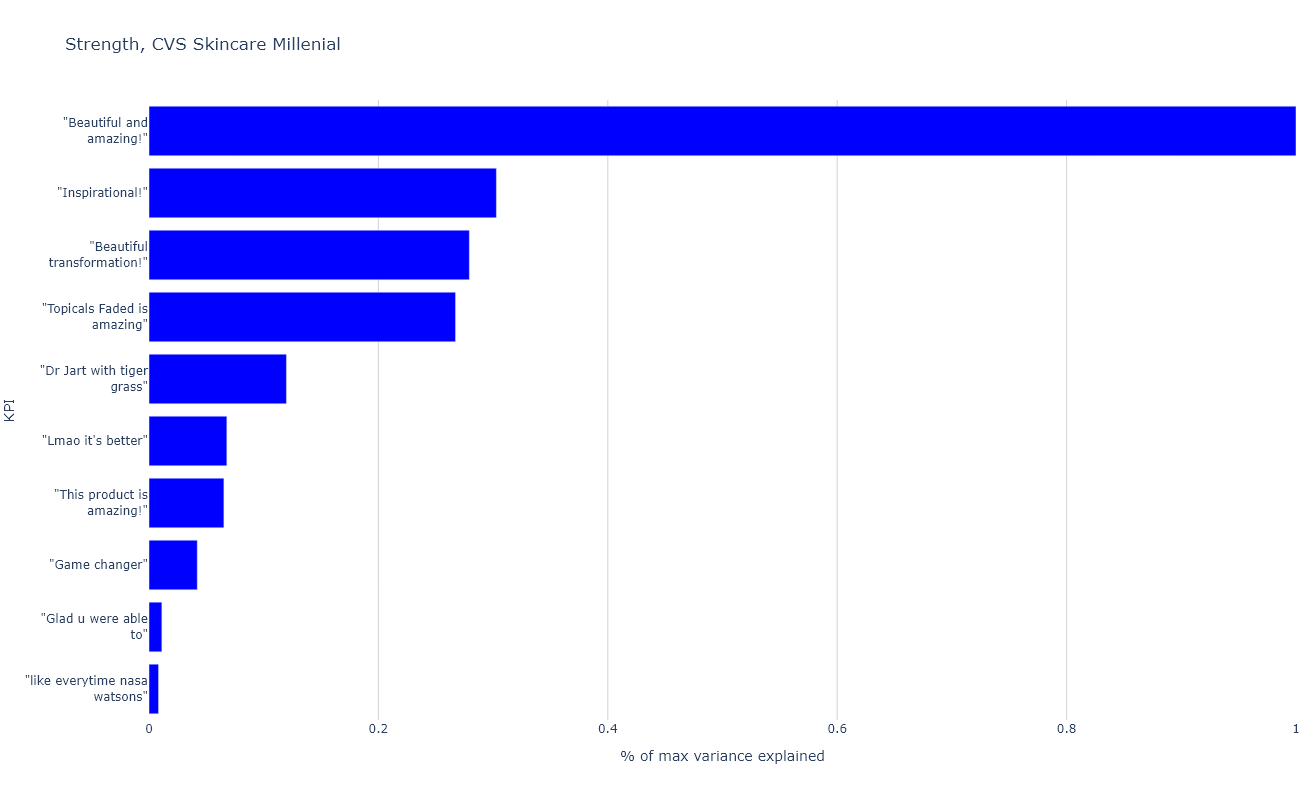 Strength, CVS Skincare Millenial
"Beautiful and
amazing!"
"Inspirational!"
"Beautiful
transformation!"
"Topicals Faded is
amazing"
"Dr Jart with tiger
grass"
"Lmao it's better"
"This product is
amazing!"
"Game changer"
"Glad u were able
to"
"like everytime nasa
watsons"
KPI
0 0.2 0.4 0.6 0.8 1
% of max variance explained